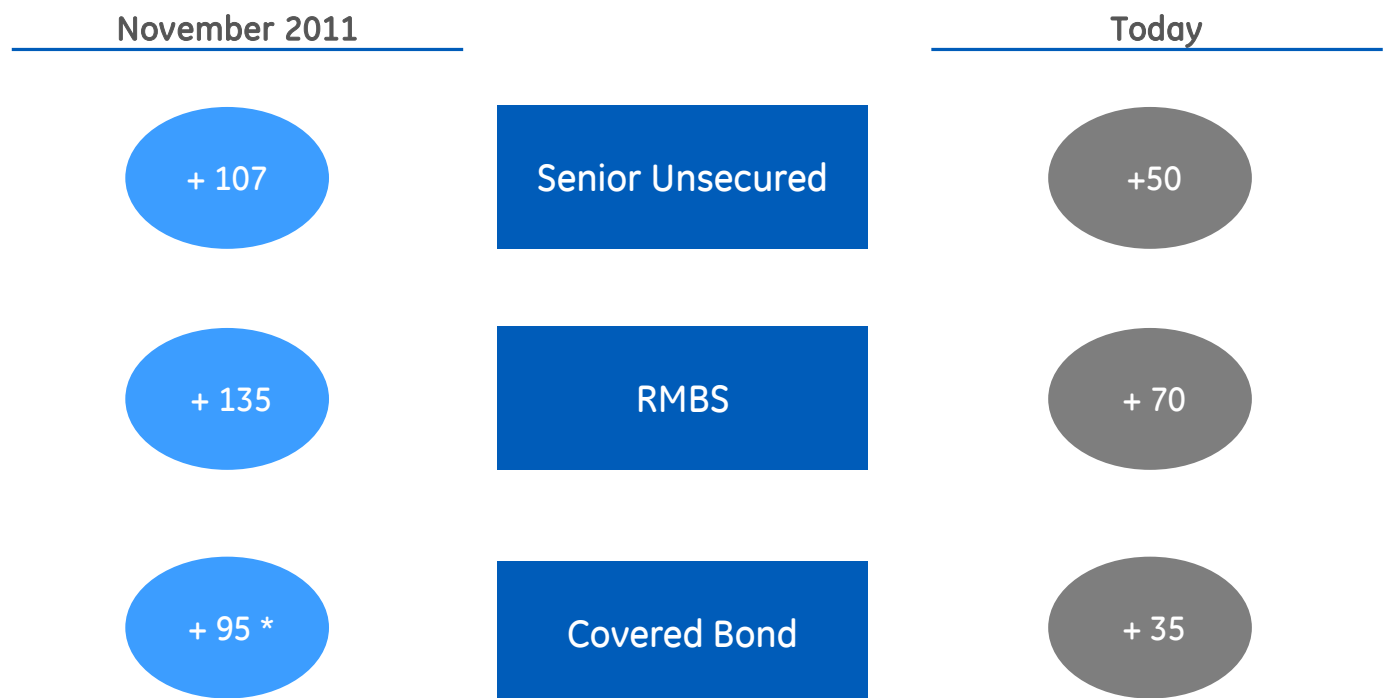 November 2011
Today
+ 107
Senior Unsecured
+50
+ 135
RMBS
+ 70
+ 95 *
Covered Bond
+ 35